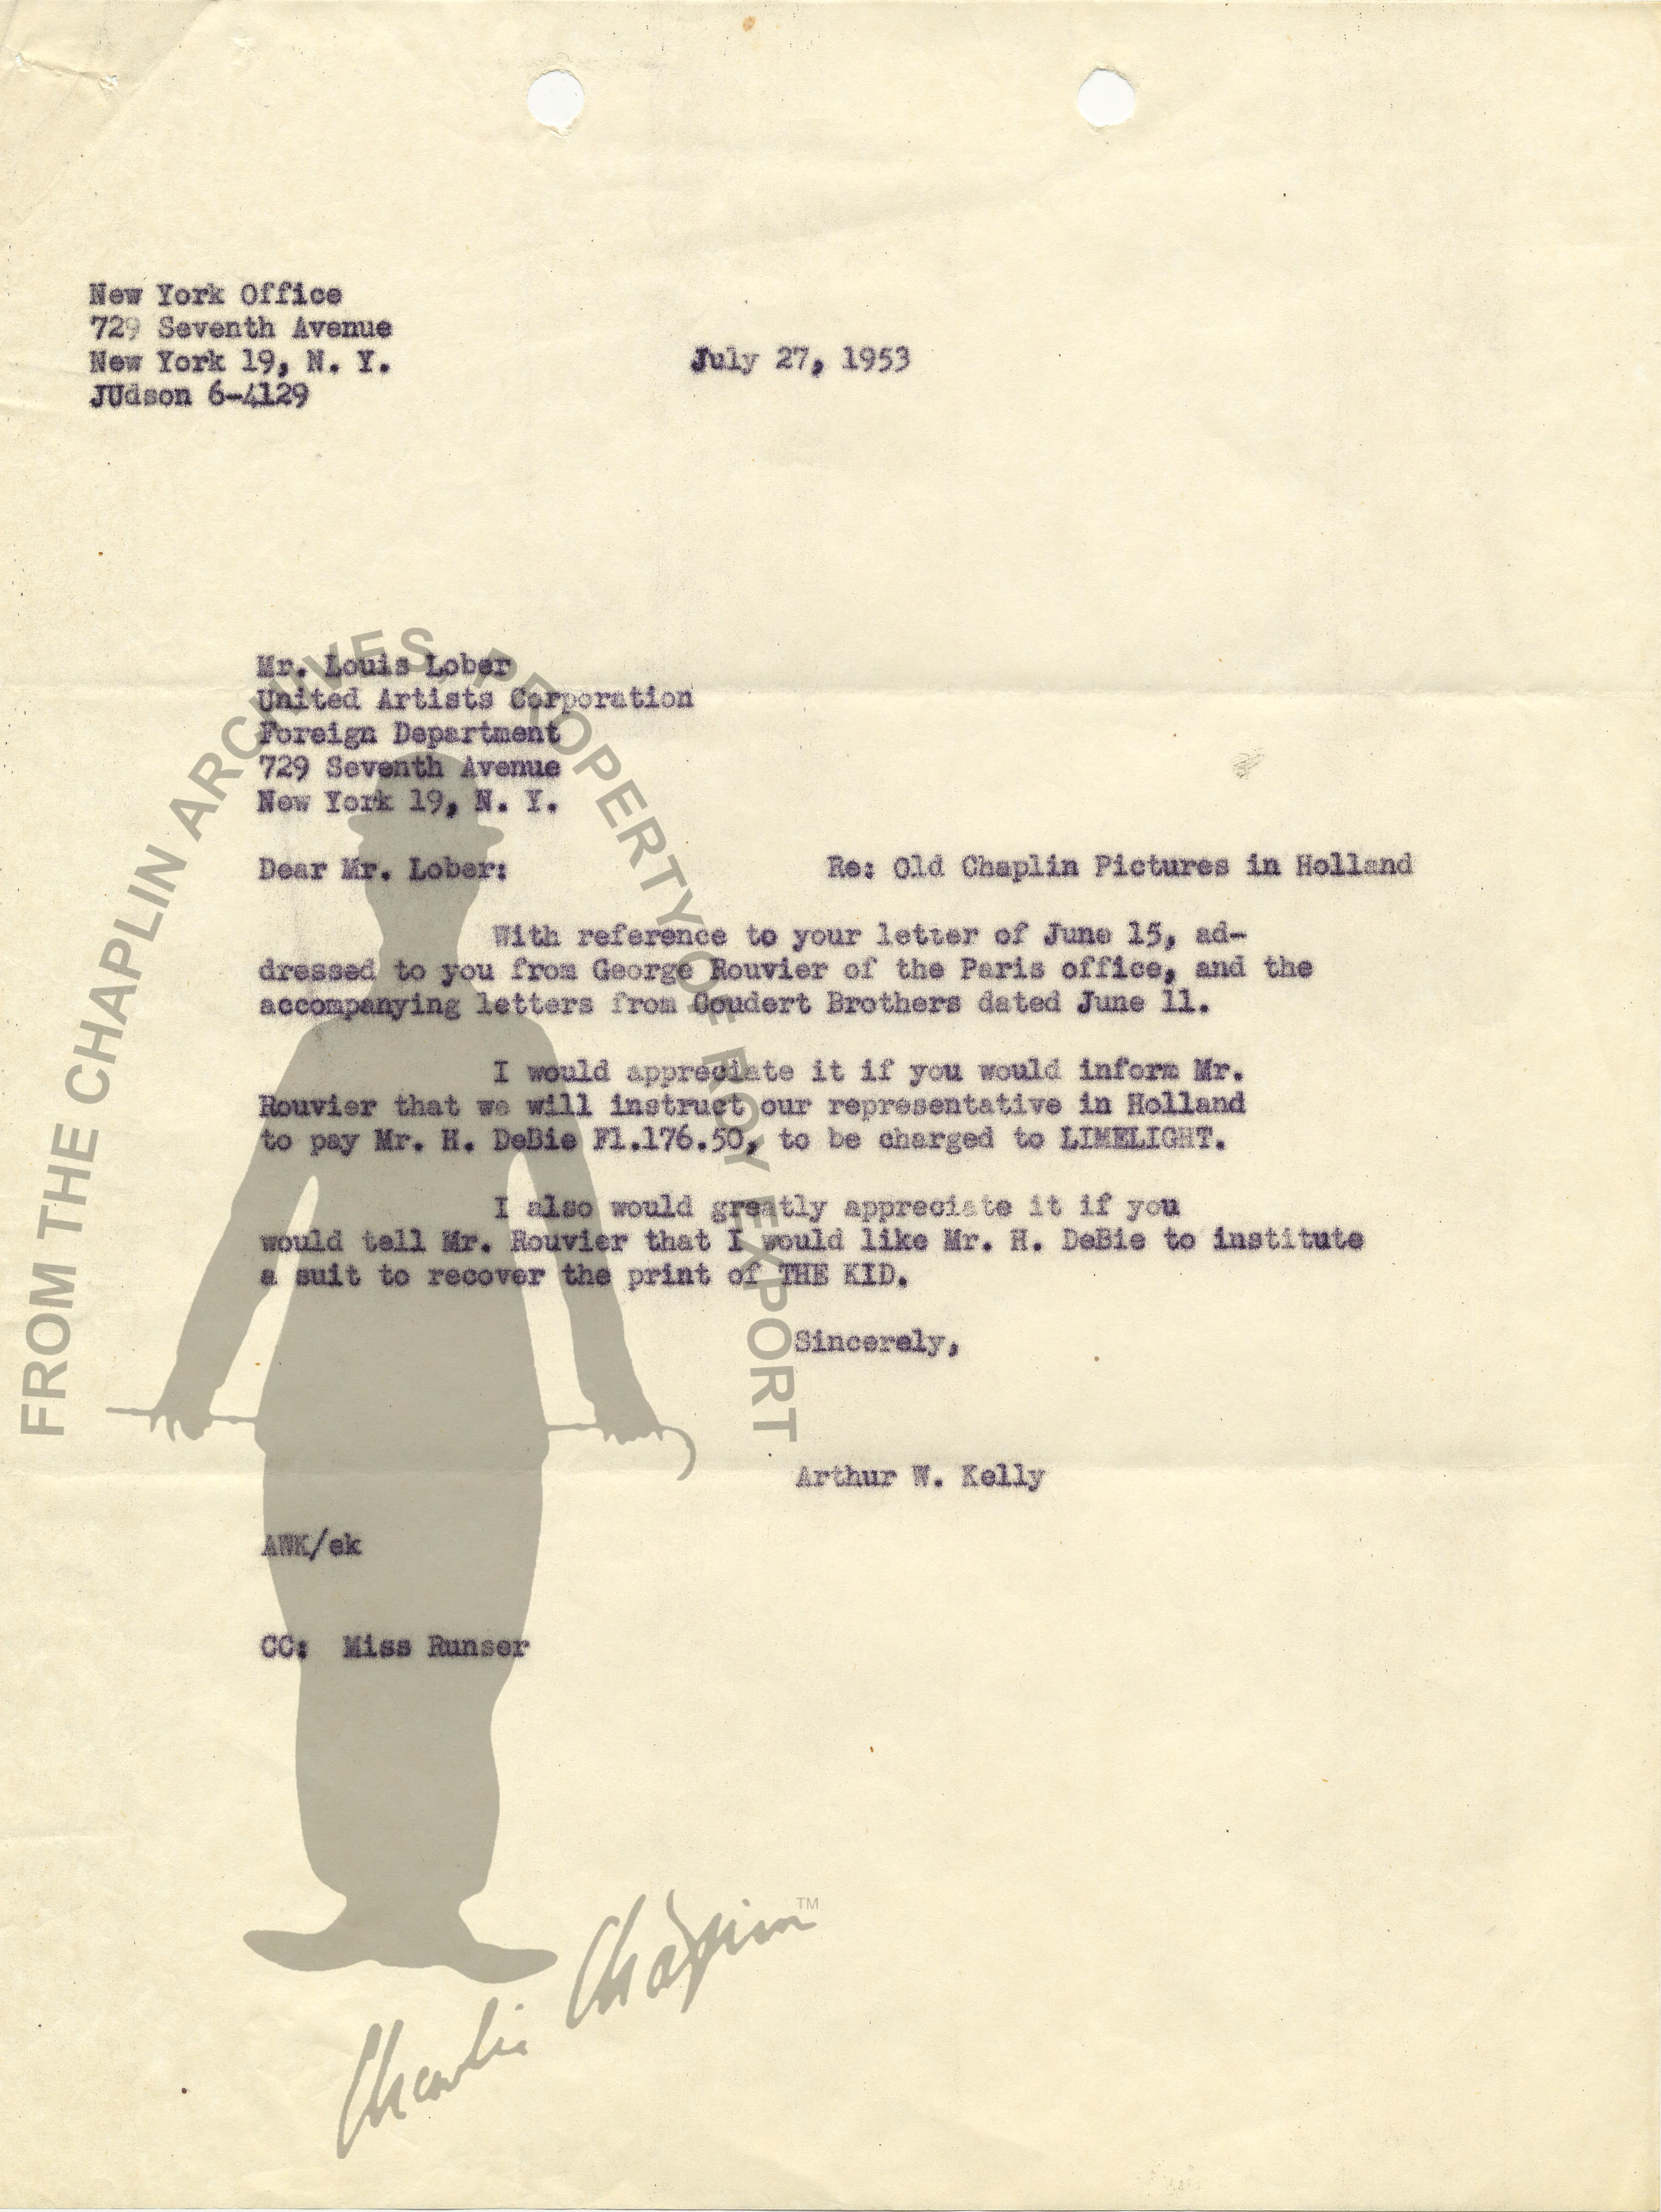 New York Office
729 Seventh Avenue
New York 19, N. Y.
JUdson 6-4129
July 27, 1953
Mr. Louis Lober
United Artists Corporation
Foreign Department
729 Seventh Avenue
New York 19, N. Y.
Dear Mr. Lober:
Re: Old Chaplin Pictures in Holland
With reference to your letter of June 15, ad-
dressed to you from George Rouvier of the Paris office, and the
accompanying letters from Coudert Brothers dated June 11.
I would appreciate it if you would inform Mr.
Rouvier that we will instruct our representative in Holland
to pay Mr. H. DeBie Fl.176.50, to be charged to LIMELIGHT.
I also would greatly appreciate it if you
would tell Mr. Rouvier that I would like Mr. H. DeBie to institute
a suit to recover the print of THE KID.
Sincerely,
Arthur W. Kelly
AWK/ek
CC: Miss Runser
FROM THE CHAPLIN ARCHIVES, PROPERTY OF ROY EXPORT
Charlie Chaplin TM